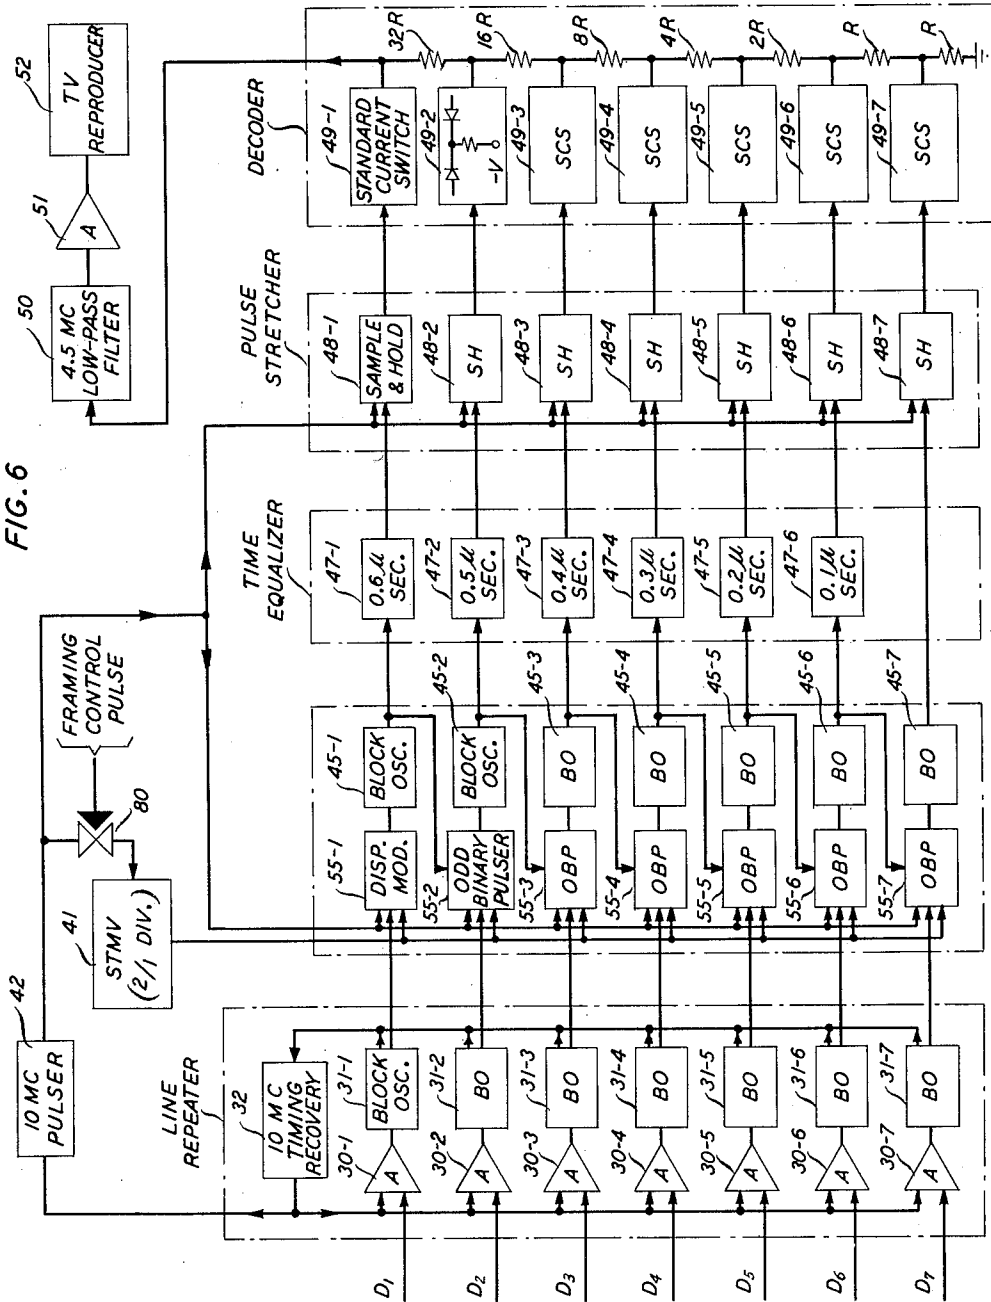 FIG. 6
42
10 MC
PULSER
41
STMV
(2/1 DIV.)
80
FRAMING
CONTROL
PULSE
50
4.5 MC
LOW-PASS
FILTER
51
A
52
TV
REPRODUCER
LINE
REPEATER
TIME
EQUALIZER
PULSE
STRETCHER
DECODER
32
10 MC
TIMING
RECOVERY
D1
30-1
A
31-1
BLOCK
OSC.
55-1
DISP.
MOD.
45-1
BLOCK
OSC.
47-1
0.6 μ
SEC.
48-1
SAMPLE
& HOLD
49-1
STANDARD
CURRENT
SWITCH
32R
D2
30-2
A
31-2
BO
55-2
ODD
BINARY
PULSER
45-2
BLOCK
OSC.
47-2
0.5 μ
SEC.
48-2
SH
49-2
-V
16R
D3
30-3
A
31-3
BO
55-3
OBP
45-3
BO
47-3
0.4 μ
SEC.
48-3
SH
49-3
SCS
8R
D4
30-4
A
31-4
BO
55-4
OBP
45-4
BO
47-4
0.3 μ
SEC.
48-4
SH
49-4
SCS
4R
D5
30-5
A
31-5
BO
55-5
OBP
45-5
BO
47-5
0.2 μ
SEC.
48-5
SH
49-5
SCS
2R
D6
30-6
A
31-6
BO
55-6
OBP
45-6
BO
47-6
0.1 μ
SEC.
48-6
SH
49-6
SCS
R
D7
30-7
A
31-7
BO
55-7
OBP
45-7
BO
48-7
SH
49-7
SCS
R